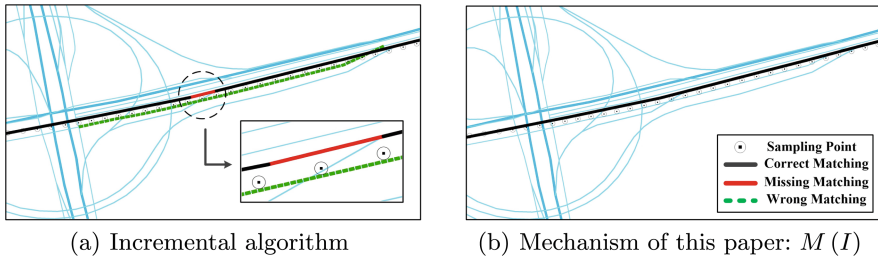 Sampling Point
Correct Matching
Missing Matching
Wrong Matching
(a) Incremental algorithm
(b) Mechanism of this paper: M (I)